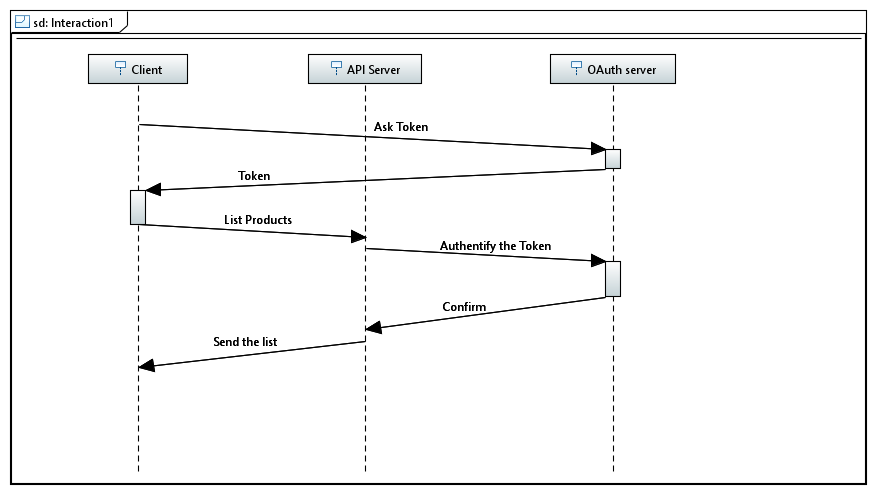 sd: Interaction1
Client
API Server
OAuth server
Ask Token
Token
List Products
Authentify the Token
Confirm
Send the list